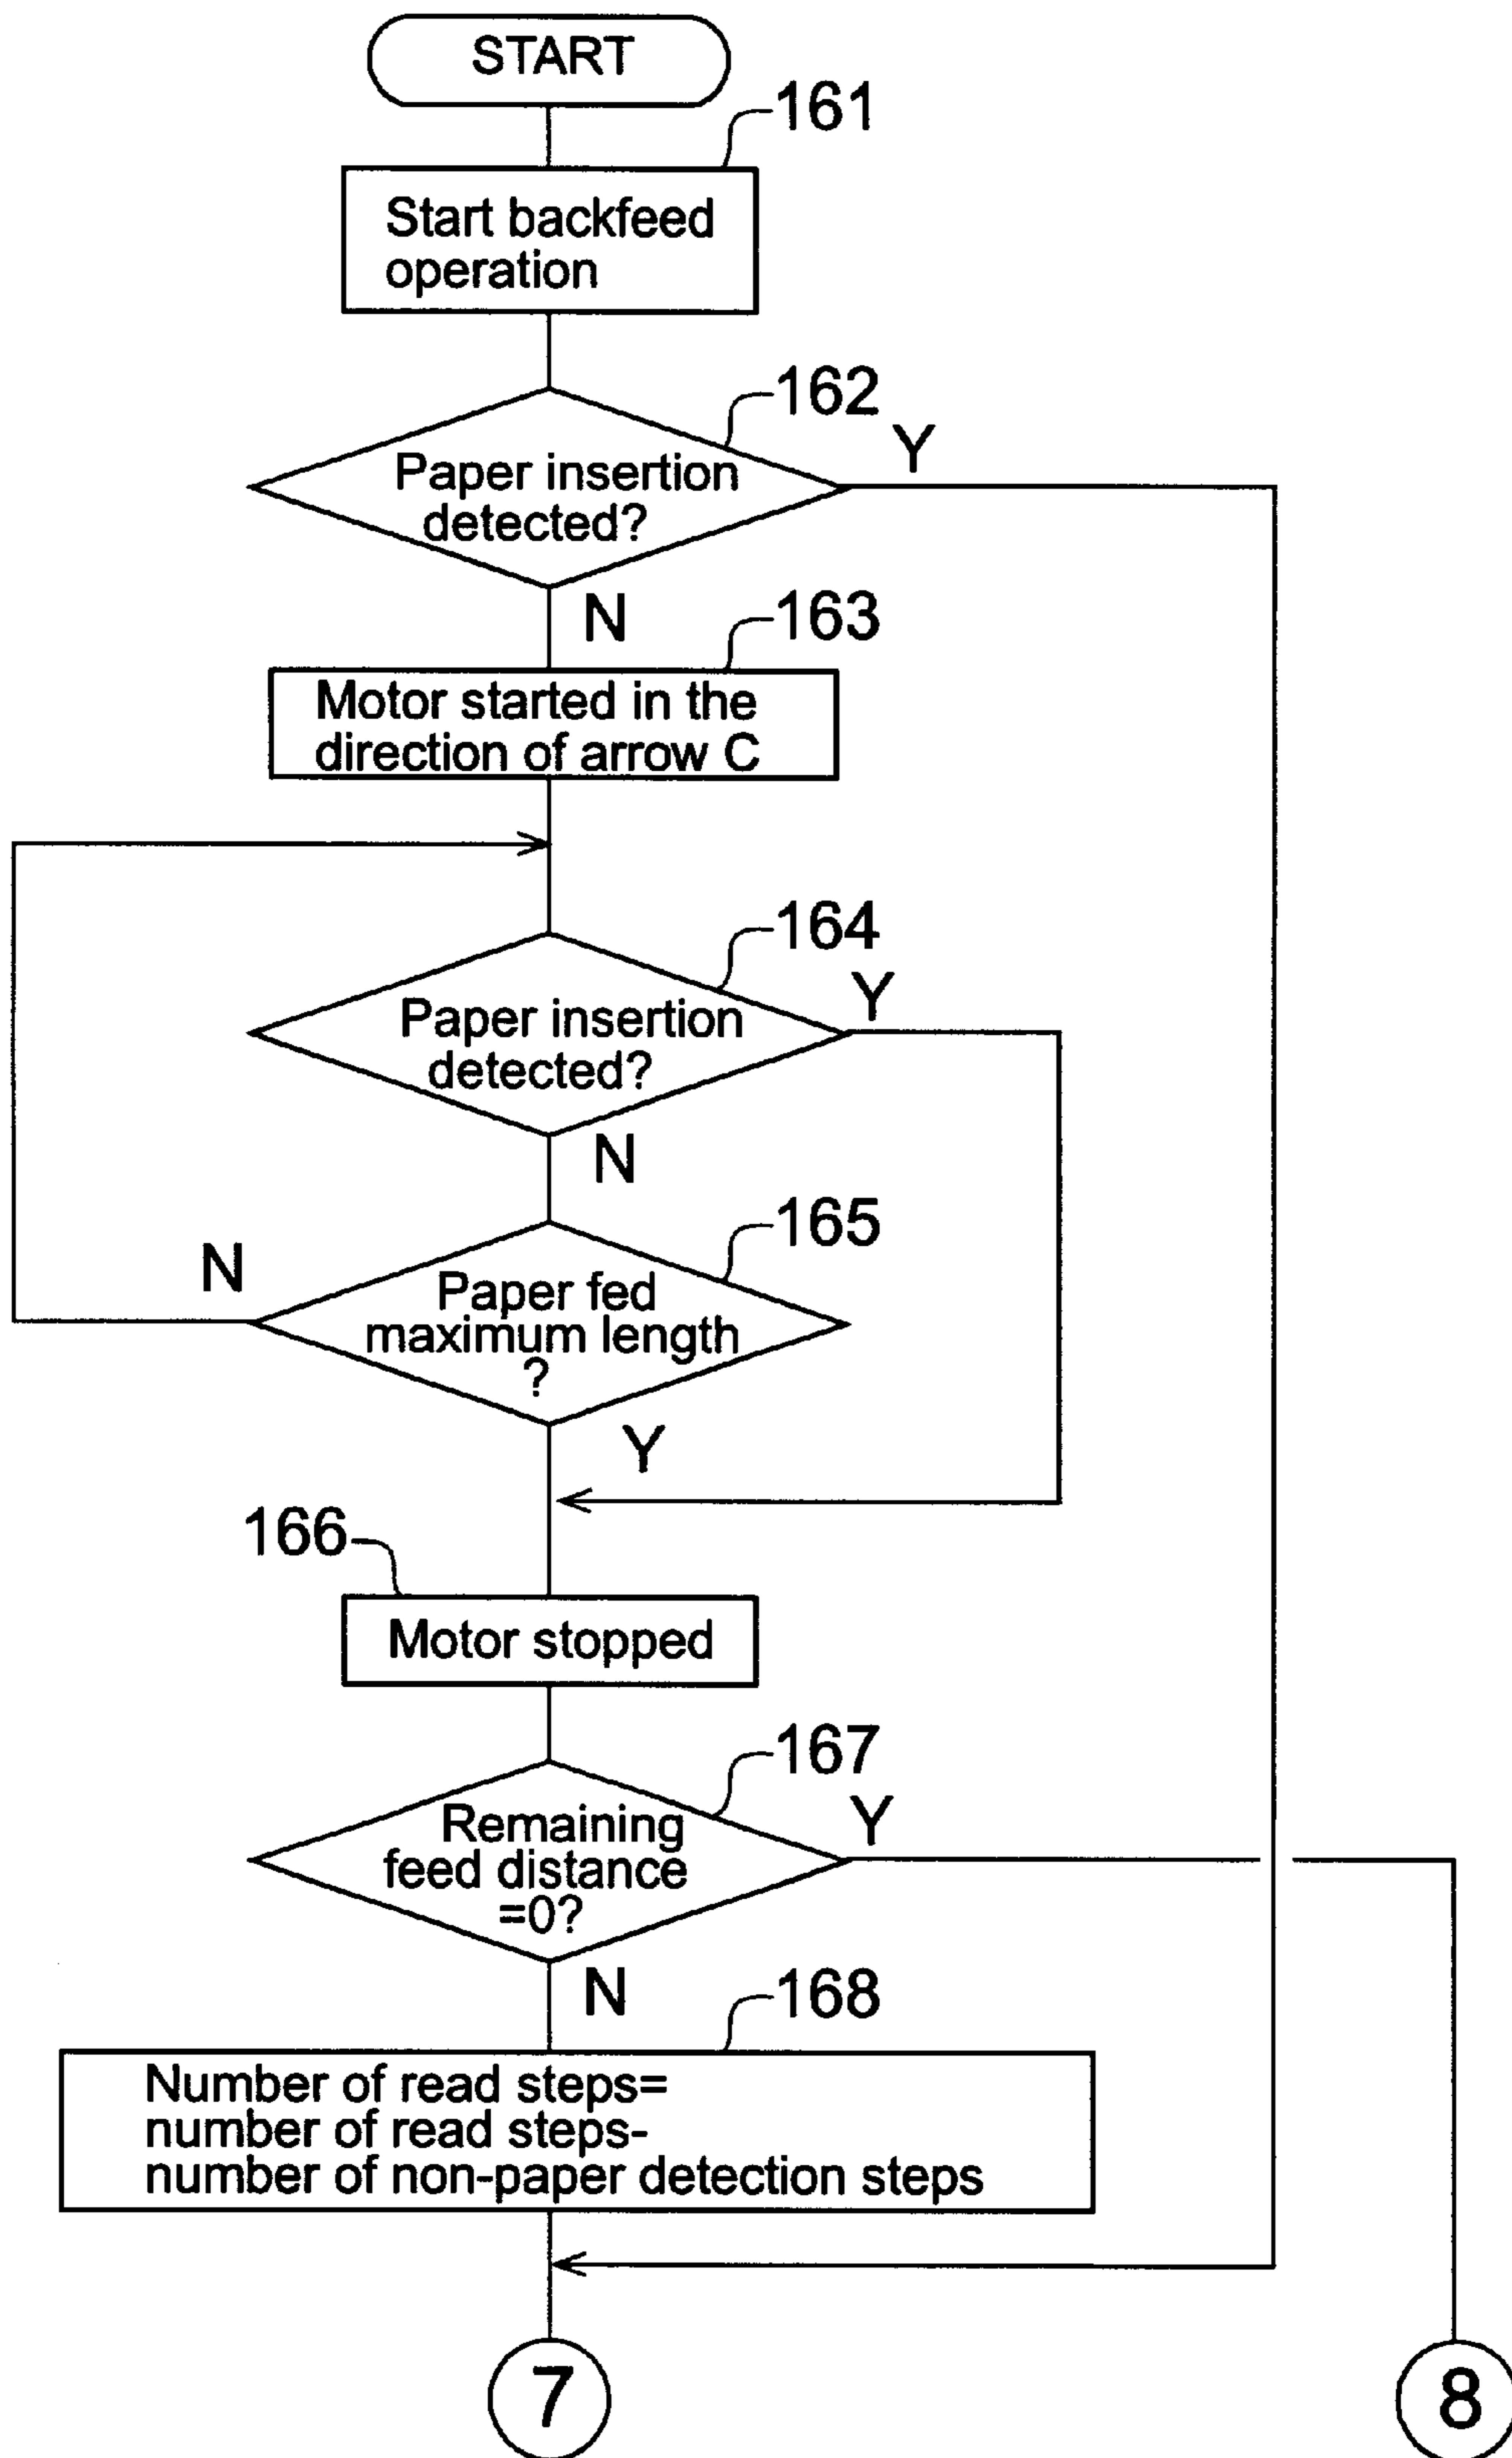 START
161
Start backfeed
operation
162
Y
Paper insertion
detected?
N
163
Motor started in the
direction of arrow C
164
Y
Paper insertion
detected?
N
165
N
Paper fed
maximum length
?
Y
166
Motor stopped
167
Y
Remaining
feed distance
=0?
N
168
Number of read steps=
number of read steps-
number of non-paper detection steps
7
8